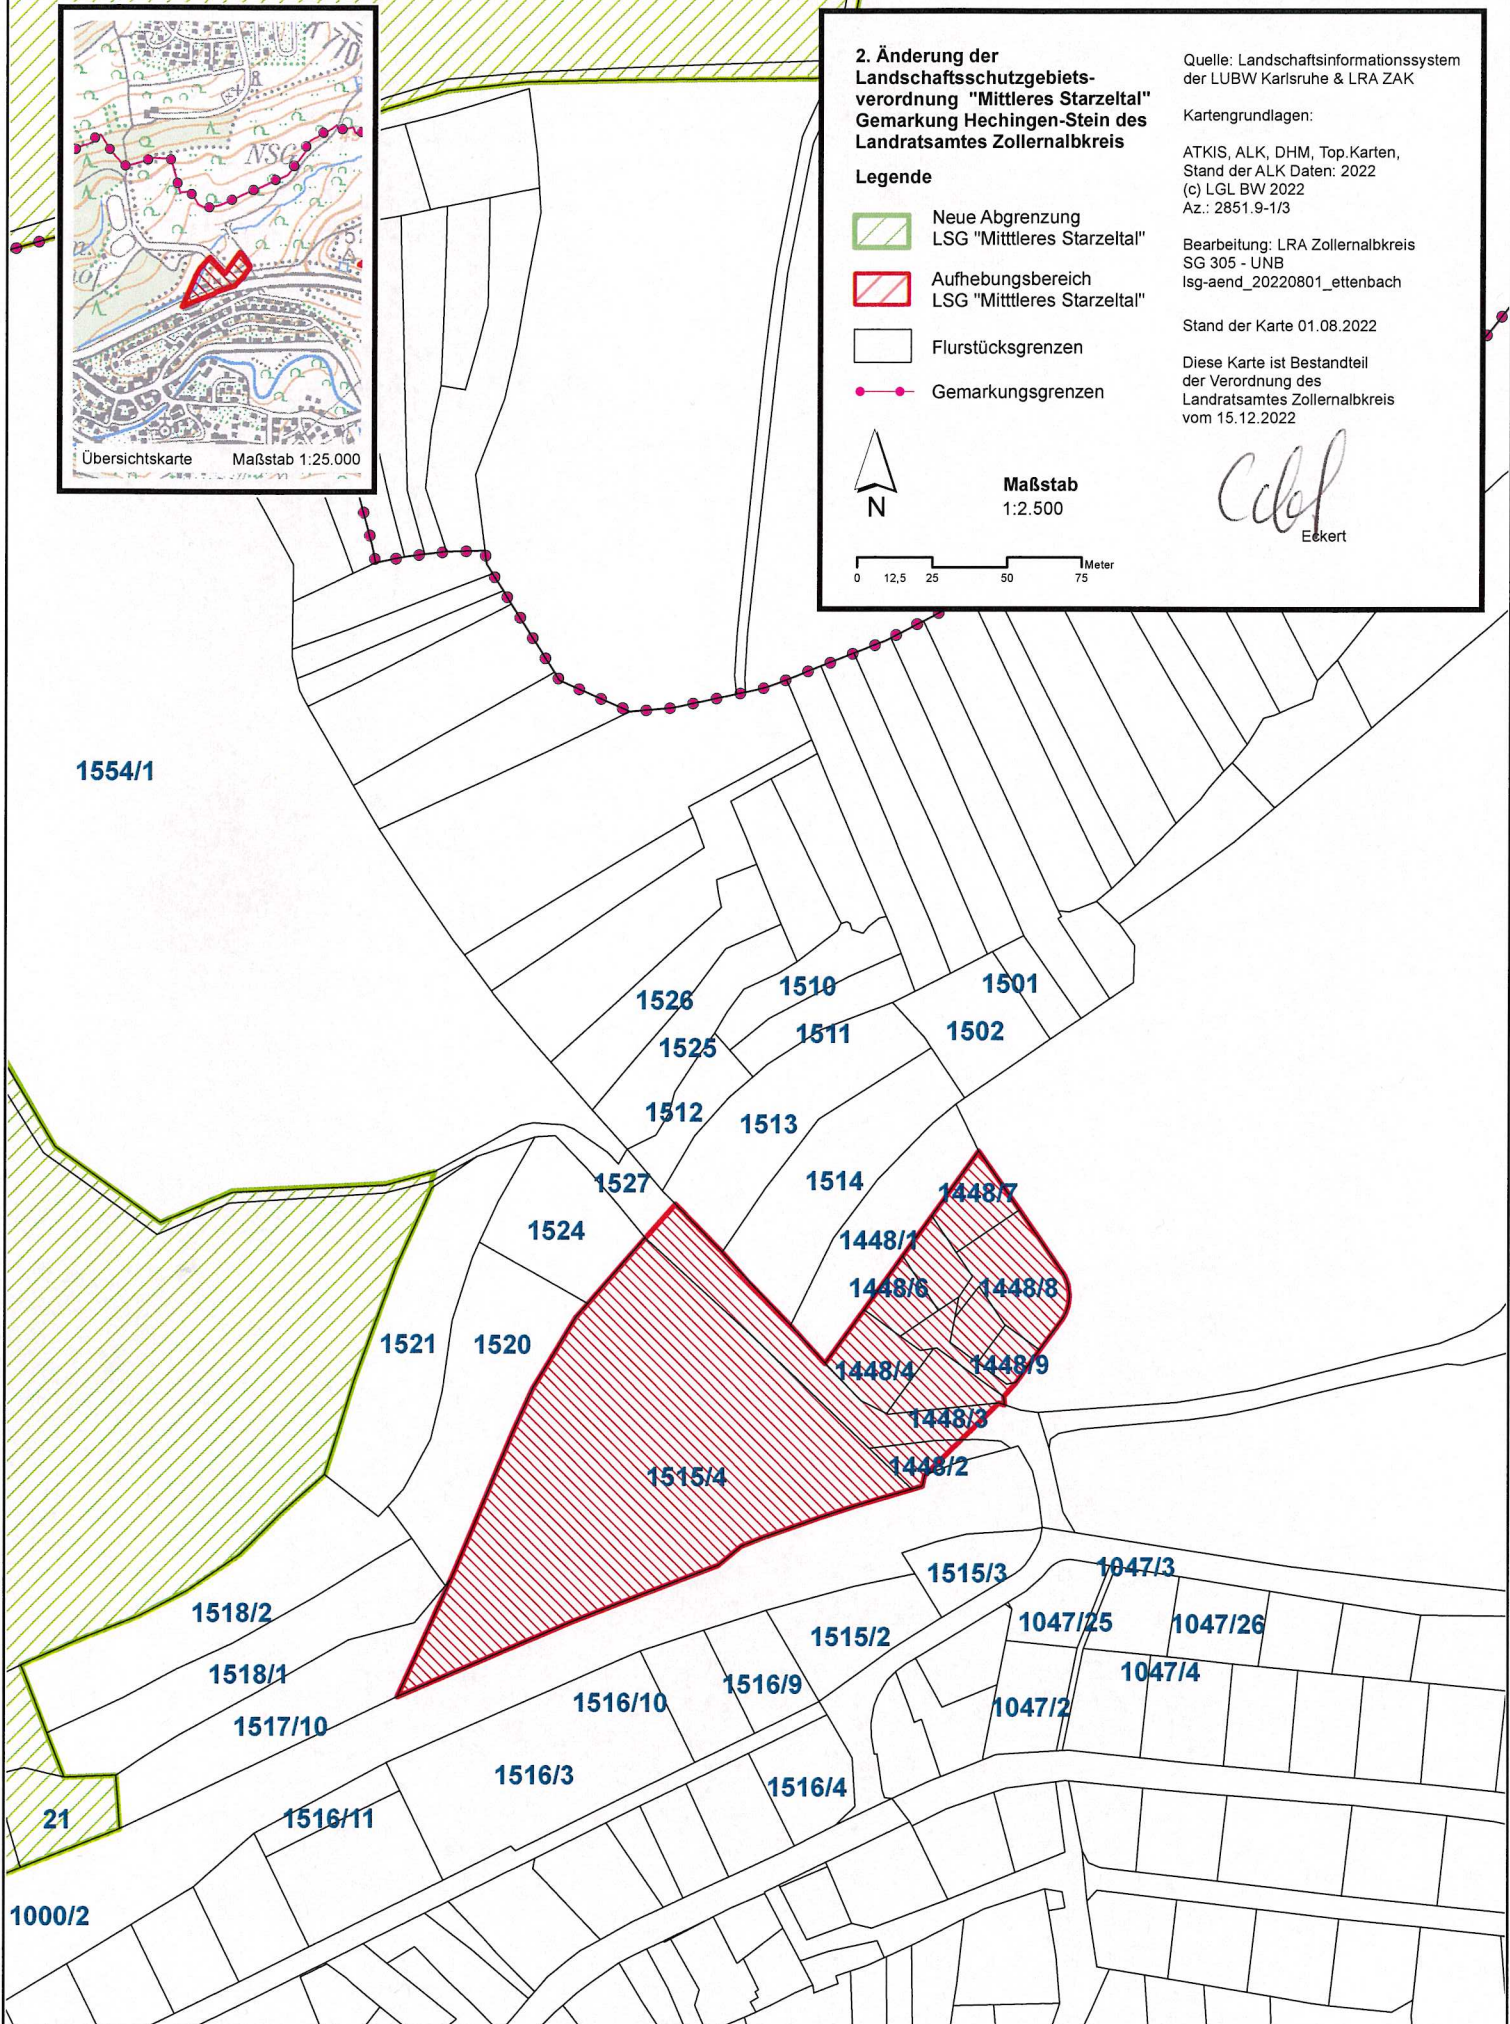 NSG
Übersichtskarte Maßstab 1:25.000
2. Änderung der
Landschaftsschutzgebiets-
verordnung "Mittleres Starzeltal"
Gemarkung Hechingen-Stein des
Landratsamtes Zollernalbkreis
Legende
Neue Abgrenzung
LSG "Mitttleres Starzeltal"
Aufhebungsbereich
LSG "Mitttleres Starzeltal"
Flurstücksgrenzen
Gemarkungsgrenzen
N
Maßstab
1:2.500
0 12,5 25 50 75 Meter
Quelle: Landschaftsinformationssystem
der LUBW Karlsruhe & LRA ZAK
Kartengrundlagen:
ATKIS, ALK, DHM, Top.Karten,
Stand der ALK Daten: 2022
(c) LGL BW 2022
Az.: 2851.9-1/3
Bearbeitung: LRA Zollernalbkreis
SG 305 - UNB
lsg-aend_20220801_ettenbach
Stand der Karte 01.08.2022
Diese Karte ist Bestandteil
der Verordnung des
Landratsamtes Zollernalbkreis
vom 15.12.2022
Eckert
1554/1
1526
1510
1501
1525
1511
1502
1512
1513
1527
1514
1448/7
1524
1448/1
1448/6
1448/8
1521
1520
1448/4
1448/9
1448/3
1515/4
1448/2
1515/3
1047/3
1518/2
1047/25
1047/26
1515/2
1518/1
1047/4
1516/9
1516/10
1047/2
1517/10
1516/3
1516/4
21
1516/11
1000/2